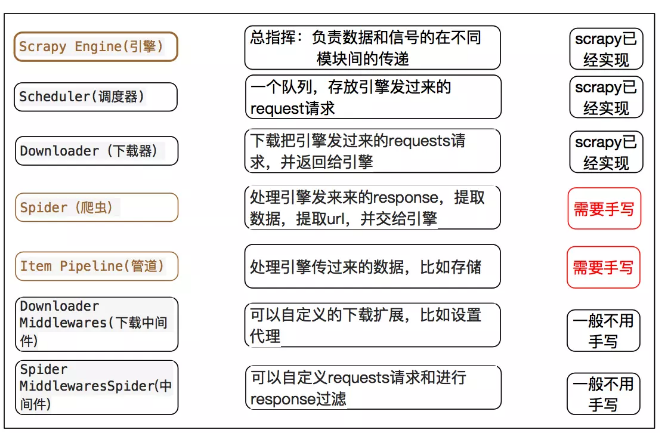 Scrapy Engine(引擎)
总指挥：负责数据和信号的在不同
模块间的传递
scrapy已
经实现
Scheduler(调度器)
一个队列，存放引擎发过来的
request请求
scrapy已
经实现
Downloader（下载器）
下载把引擎发过来的requests请
求，并返回给引擎
scrapy已
经实现
Spider（爬虫）
处理引擎发来来的response，提取
数据，提取url，并交给引擎
需要手写
Item Pipeline(管道)
处理引擎传过来的数据，比如存储
需要手写
Downloader
Middlewares(下载中间
件)
可以自定义的下载扩展，比如设置
代理
一般不用
手写
Spider
MiddlewaresSpider(中
间件)
可以自定义requests请求和进行
response过滤
一般不用
手写